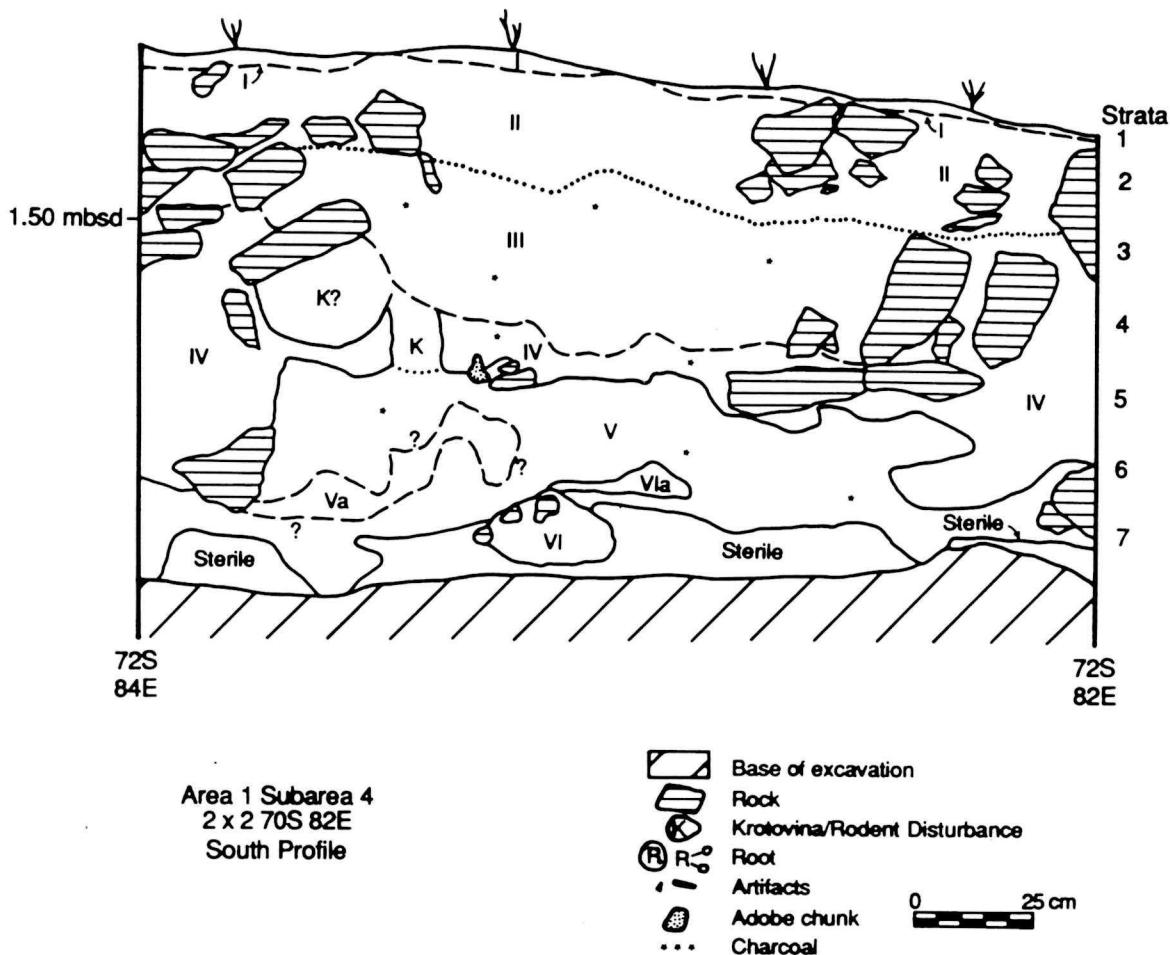 I
I
Strata
1
II
I
2
II
1.50 mbsd
3
III
K?
4
K
IV
IV
5
IV
V
?
6
?
VIa
Va
?
7
VI
Sterile
Sterile
Sterile
72S
84E
72S
82E
Area 1 Subarea 4
2 x 2 70S 82E
South Profile
Base of excavation
Rock
K Krotovina/Rodent Disturbance
R R Root
Artifacts
Adobe chunk
Charcoal
0 25 cm